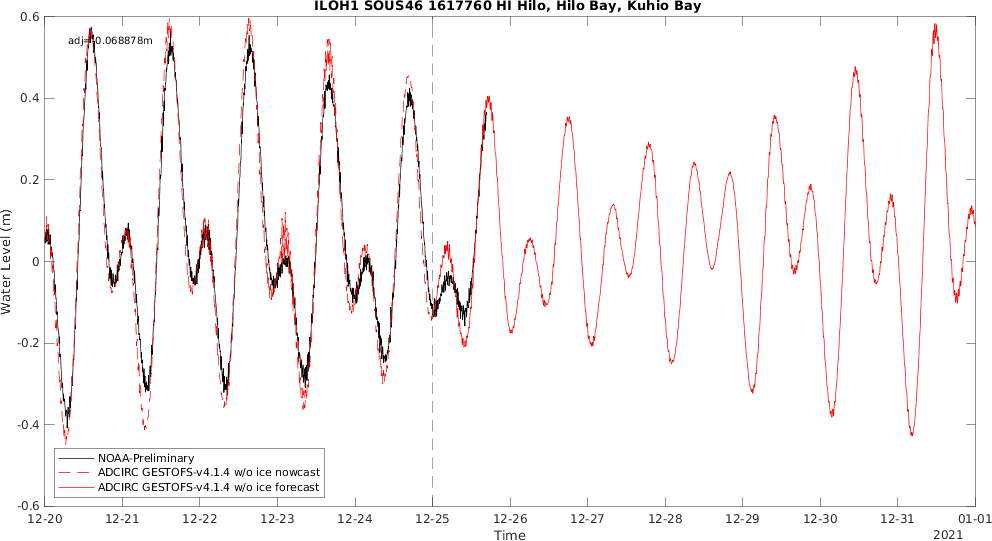 ILOH1 SOUS46 1617760 HI Hilo, Hilo Bay, Kuhio Bay
adj=-0.068878m
0.6
0.4
0.2
0
-0.2
-0.4
-0.6
Water Level (m)
NOAA-Preliminary
ADCIRC GESTOFS-v4.1.4 w/o ice nowcast
ADCIRC GESTOFS-v4.1.4 w/o ice forecast
12-20 12-21 12-22 12-23 12-24 12-25 12-26 12-27 12-28 12-29 12-30 12-31 01-01
Time
2021